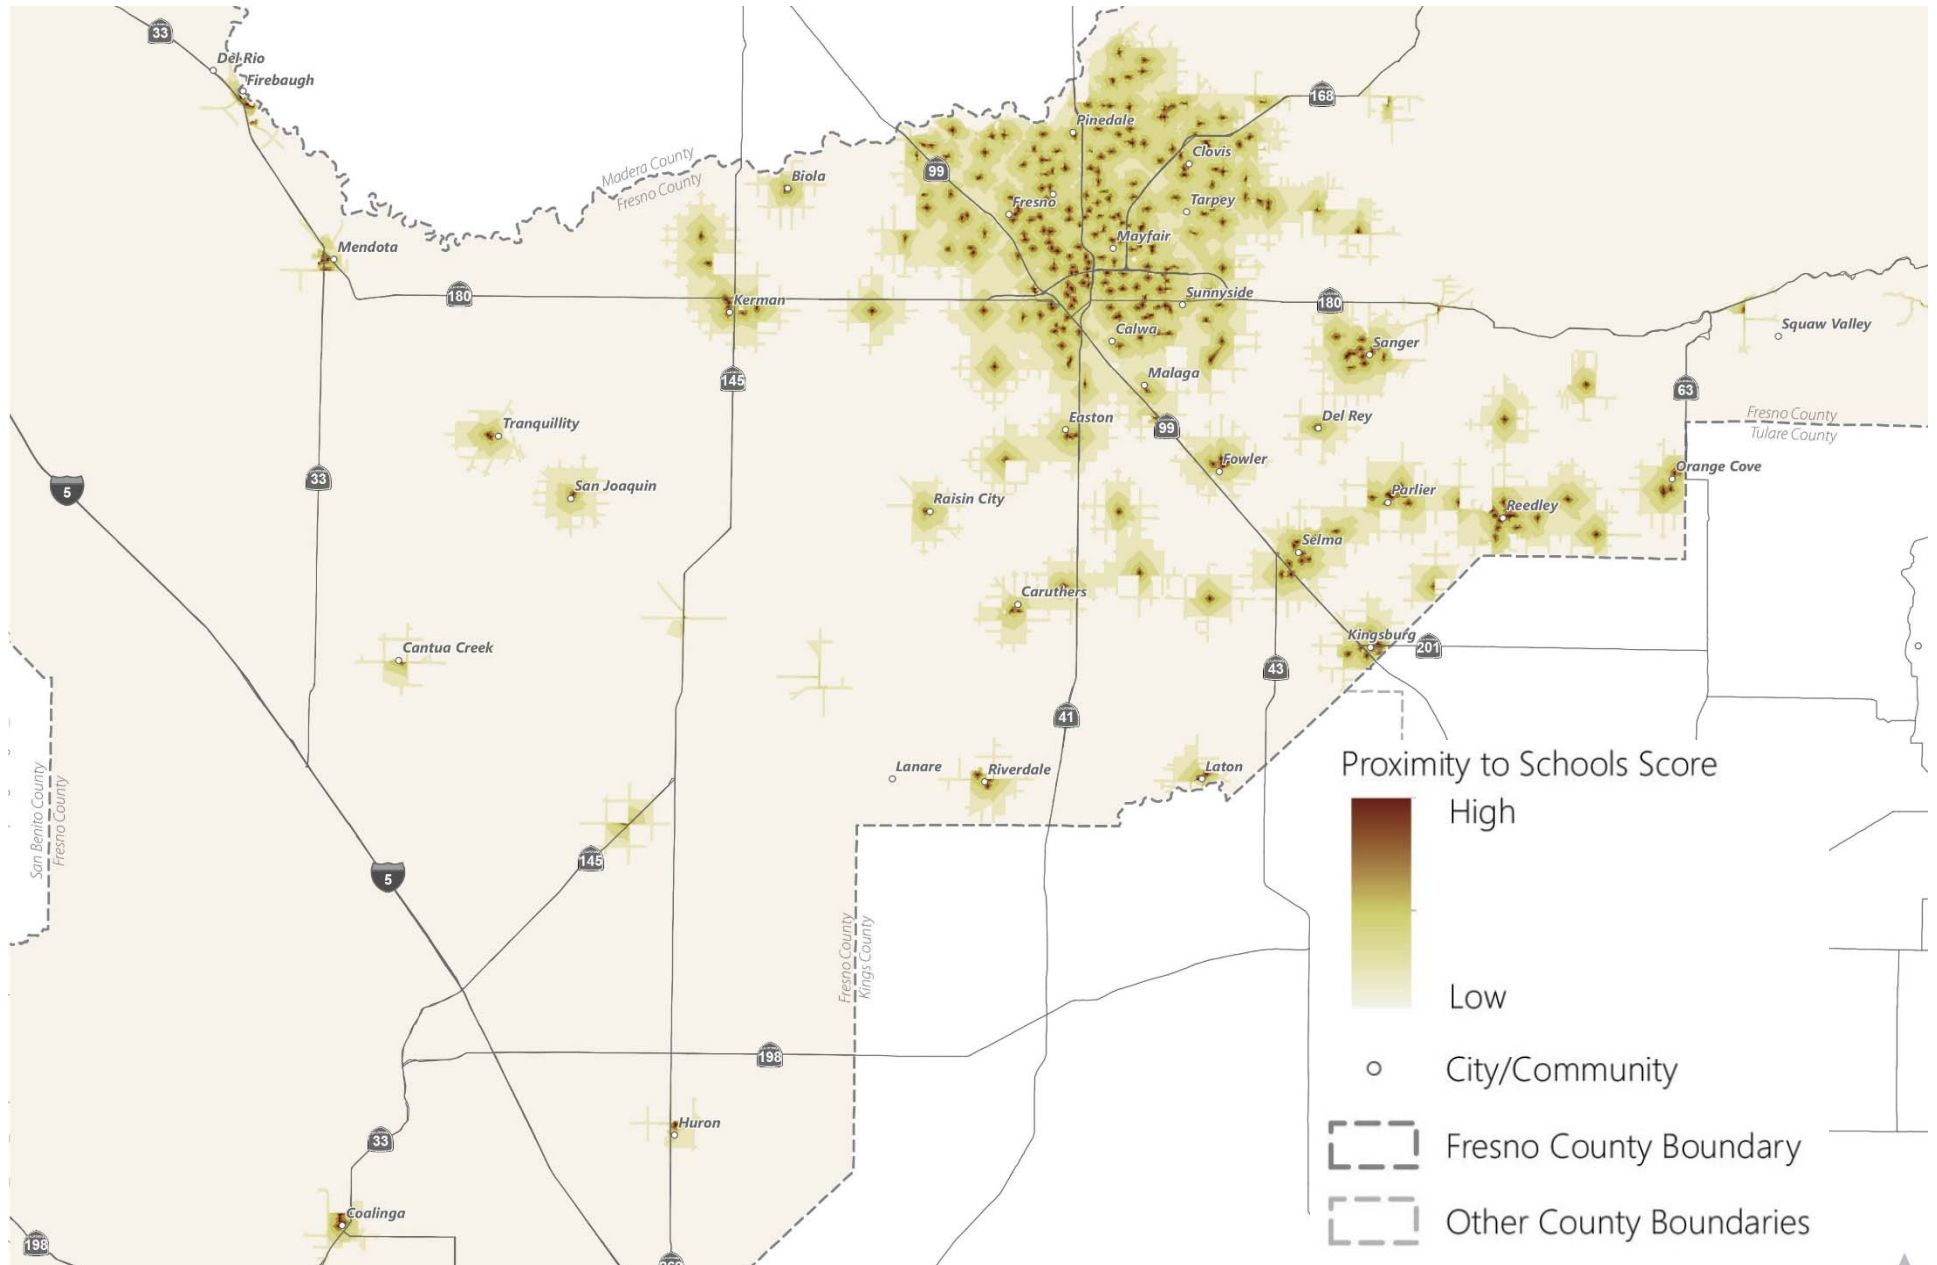 33
Del Rio
Firebaugh
168
Pinedale
Madera County
Fresno County
Clovis
99
Biola
Fresno
Tarpey
Mayfair
Mendota
180
Kerman
Sunnyside
180
Squaw Valley
Calwa
Sanger
145
Malaga
63
Fresno County
Tulare County
Tranquillity
Easton
Del Rey
99
Fowler
Orange Cove
33
5
San Joaquin
Raisin City
Parlier
Reedley
Selma
Caruthers
Cantua Creek
Kingsburg
201
43
41
Lanare
Riverdale
Laton
San Benito County
Fresno County
145
5
Fresno County
Kings County
198
Huron
33
Coalinga
198
Proximity to Schools Score
High
Low
City/Community
Fresno County Boundary
Other County Boundaries